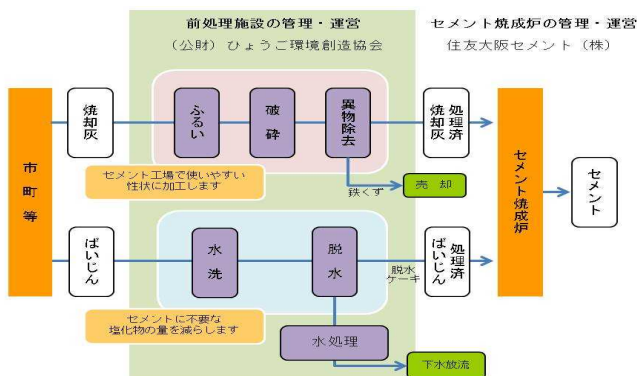 前処理施設の管理・運営
（公財）ひょうご環境創造協会
セメント焼成炉の管理・運営
住友大阪セメント（株）
市町等
焼却灰
ふるい
破砕
異物除去
処理済
焼却灰
セメント工場で使いやすい
性状に加工します
鉄くず
売却
セメント焼成炉
セメント
ばいじん
水洗
脱水
脱水
ケーキ
処理済
ばいじん
セメントに不要な
塩化物の量を減らします
水処理
下水放流